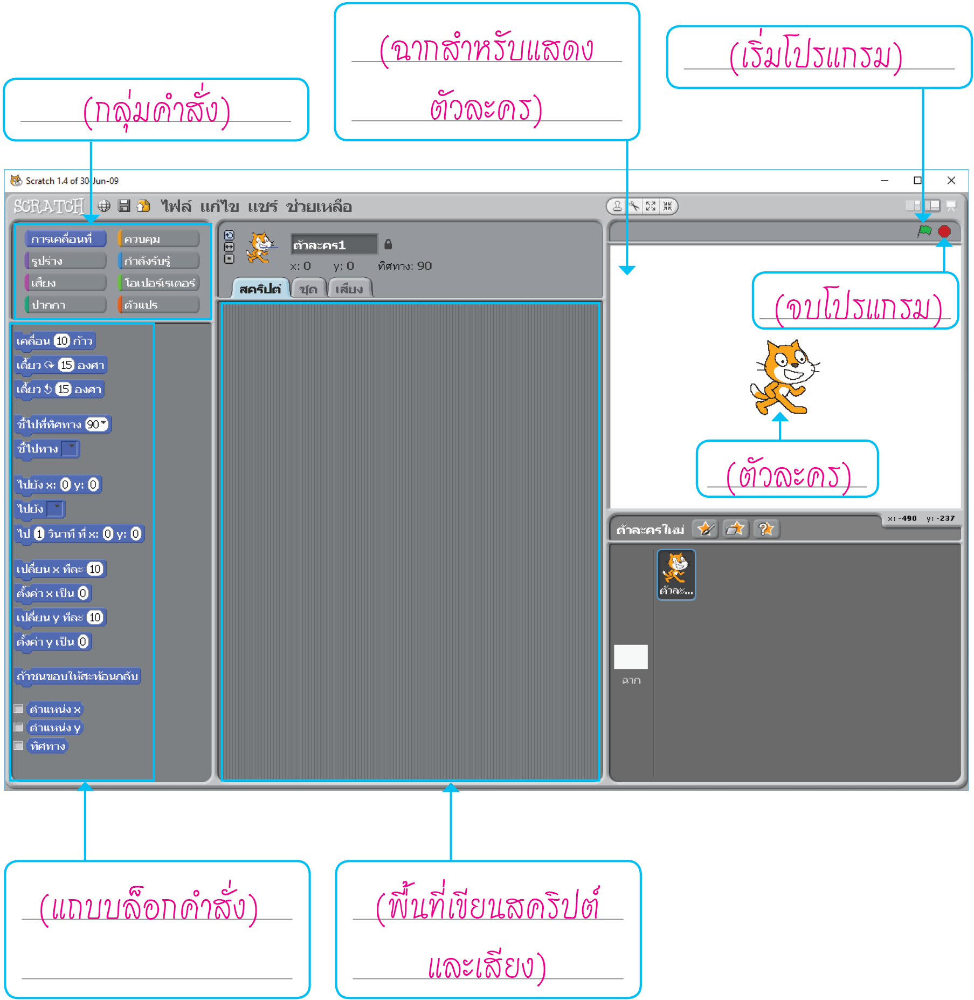 (ฉากสำหรับแสดง
ตัวละคร)
(เริ่มโปรแกรม)
(กลุ่มคำสั่ง)
Scratch 1.4 of 30-Jun-09
SCRATCH ไฟล์ แก้ไข แชร์ ช่วยเหลือ
การเคลื่อนที่ ควบคุม
รูปร่าง กำลังรับรู้
เสียง โอเปอร์เรเตอร์
ปากกา ตัวแปร
ตัวละคร1
x: 0 y: 0 ทิศทาง: 90
สคริปต์ ชุด เสียง
(จบโปรแกรม)
เคลื่อน 10 ก้าว
เลี้ยว 15 องศา
เลี้ยว 15 องศา
ชี้ไปที่ทิศทาง 90
ชี้ไปทาง
ไปยัง x: 0 y: 0
ไปยัง
ไป 1 วินาที ที่ x: 0 y: 0
เปลี่ยน x ทีละ 10
ตั้งค่า x เป็น 0
เปลี่ยน y ทีละ 10
ตั้งค่า y เป็น 0
ถ้าชนขอบให้สะท้อนกลับ
ตำแหน่ง x
ตำแหน่ง y
ทิศทาง
(ตัวละคร)
x: -490 y: -237
ตัวละครใหม่
ตัวละ...
ฉาก
(แถบบล็อกคำสั่ง)
(พื้นที่เขียนสคริปต์
และเสียง)